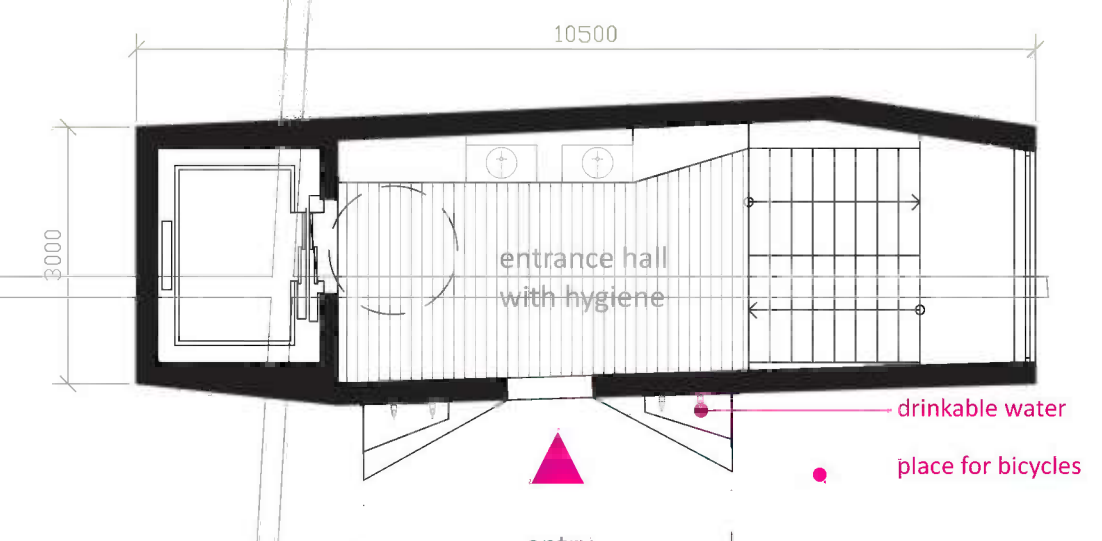 10500
3000
entrance hall
with hygiene
drinkable water
place for bicycles